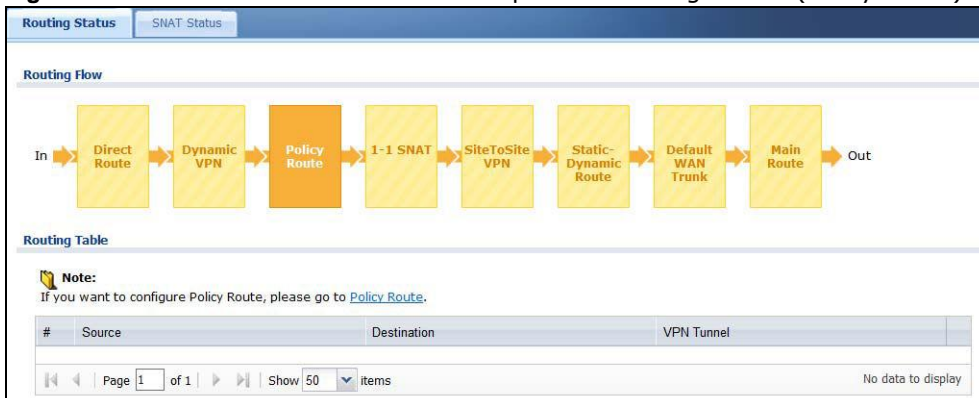 Routing Status
SNAT Status
Routing Flow
In
Direct
Route
Dynamic
VPN
Policy
Route
1-1 SNAT
SiteToSite
VPN
Static-
Dynamic
Route
Default
WAN
Trunk
Main
Route
Out
Routing Table
Note:
If you want to configure Policy Route, please go to Policy Route.
# Source Destination VPN Tunnel
Page 1 of 1 Show 50 items No data to display